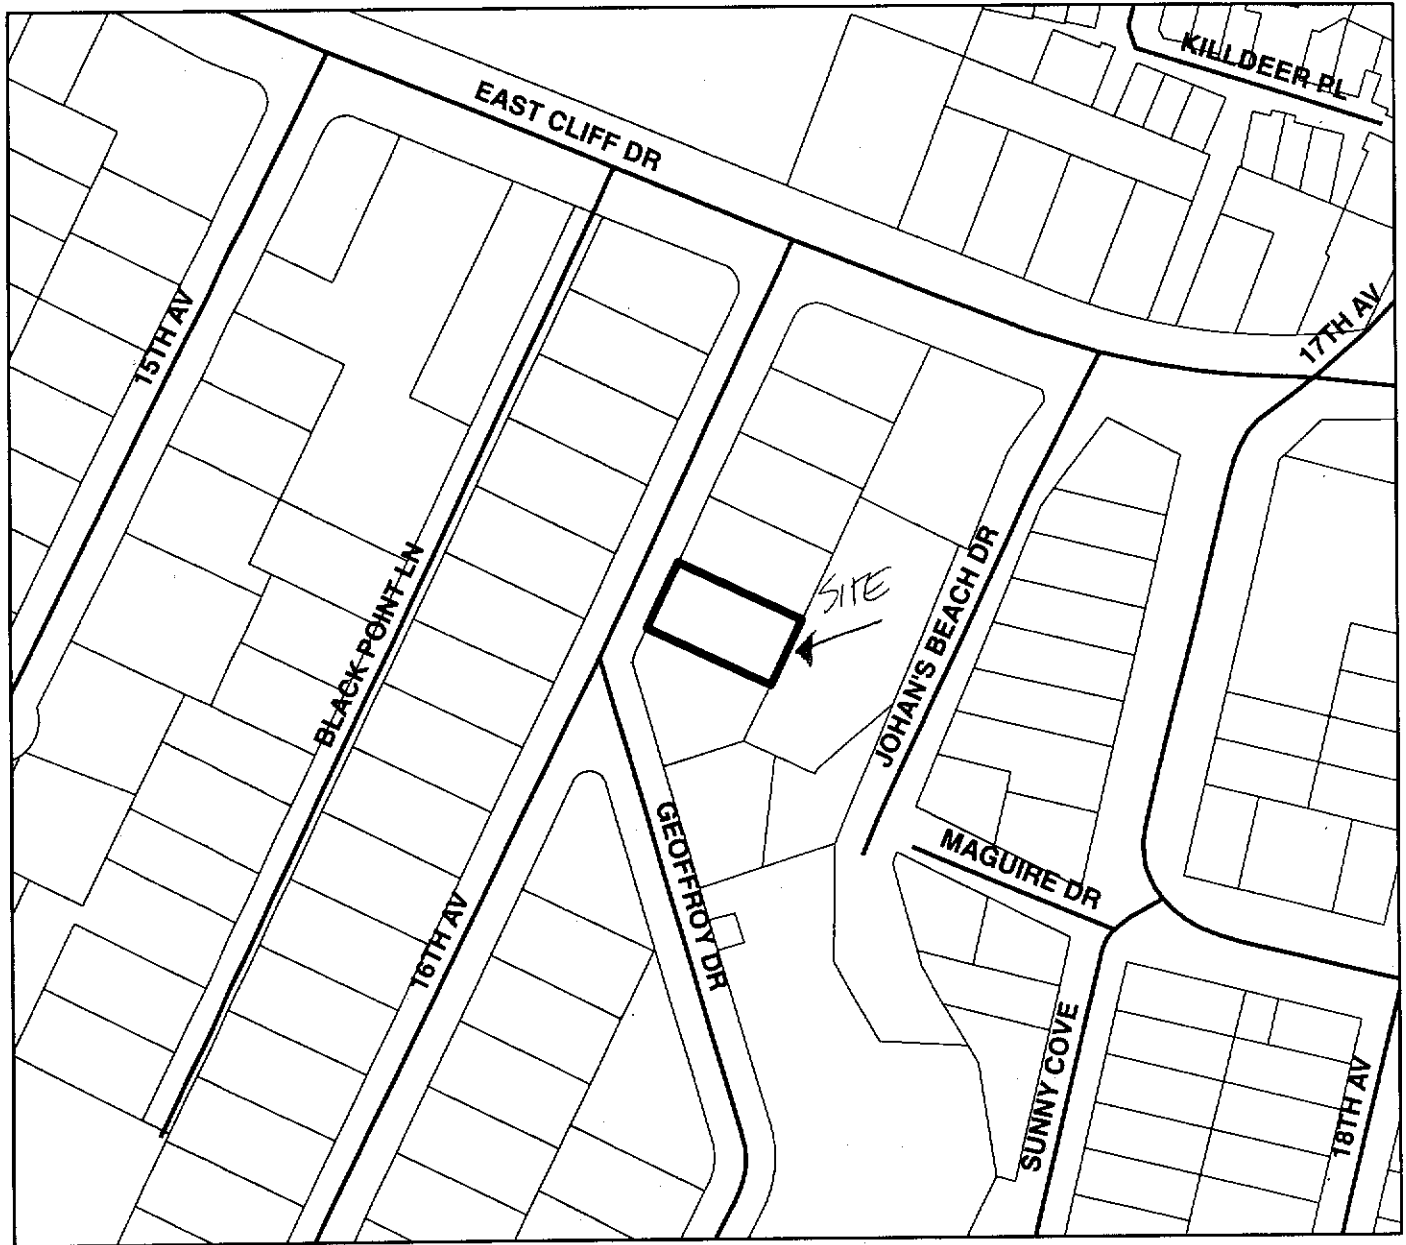 KILLDEER PL
EAST CLIFF DR
17TH AV
15TH AV
SITE
JOHAN'S BEACH DR
BLACK POINT LN
GEOFFROY DR
MAGUIRE DR
16TH AV
SUNNY COVE
18TH AV